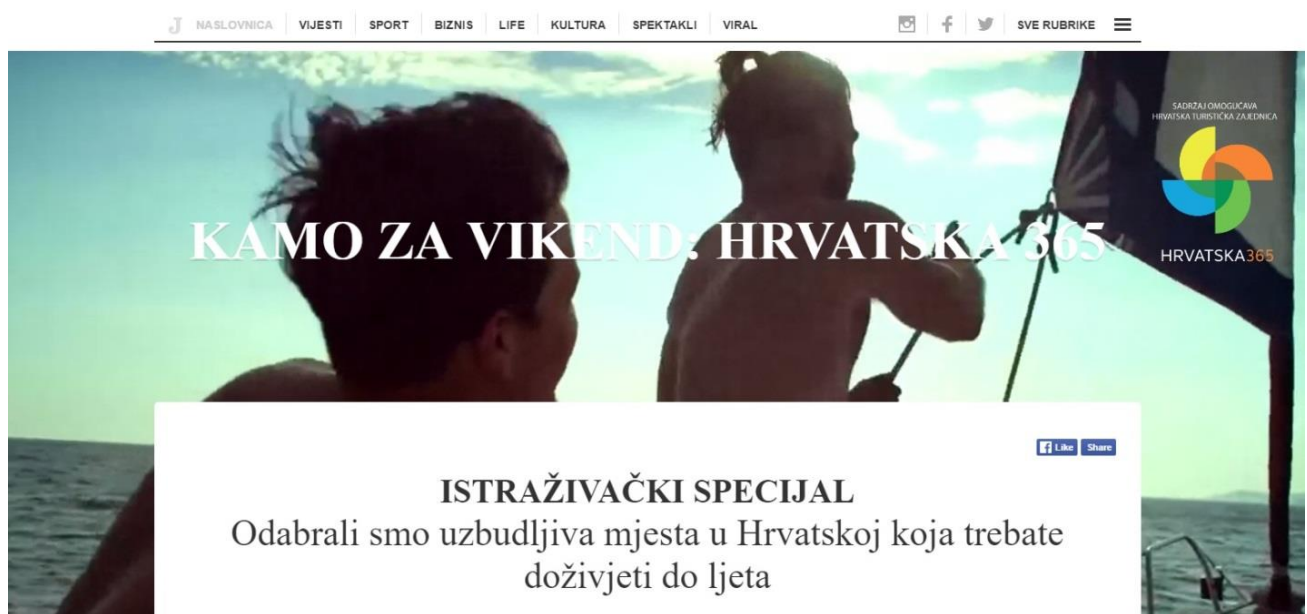 J NASLOVNICA VIJESTI SPORT BIZNIS LIFE KULTURA SPEKTAKLI VIRAL SVE RUBRIKE
SADRŽAJ OMOGUĆAVA
HRVATSKA TURISTIČKA ZAJEDNICA
KAMO ZA VIKEND: HRVATSKA 365
HRVATSKA365
Like Share
ISTRAŽIVAČKI SPECIJAL
Odabrali smo uzbudljiva mjesta u Hrvatskoj koja trebate
doživjeti do ljeta